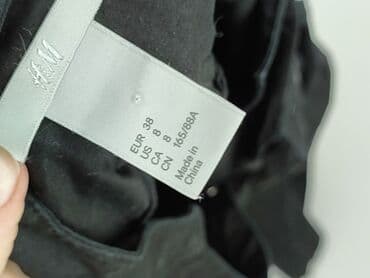 H&M
EUR 38
US 8
CA 8
CN 165/88A
Made in
China